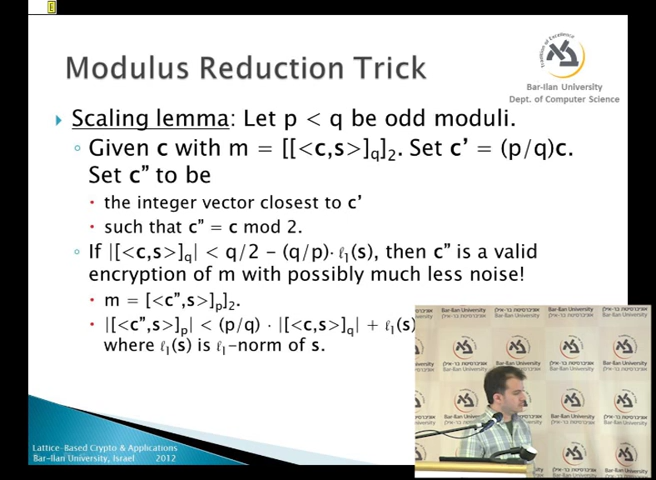 E
Modulus Reduction Trick
Bar-Ilan University
Dept. of Computer Science
Scaling lemma: Let p < q be odd moduli.
Given c with m = [[<c,s>]q]2. Set c' = (p/q)c.
Set c" to be
the integer vector closest to c'
such that c" = c mod 2.
If |[<c,s>]q| < q/2 - (q/p)·ℓ1(s), then c" is a valid
encryption of m with possibly much less noise!
m = [<c",s>]p]2.
|[<c",s>]p| < (p/q) · |[<c,s>]q| + ℓ1(s)
where ℓ1(s) is ℓ1-norm of s.
Lattice-Based Crypto & Applications
Bar-Ilan University, Israel 2012